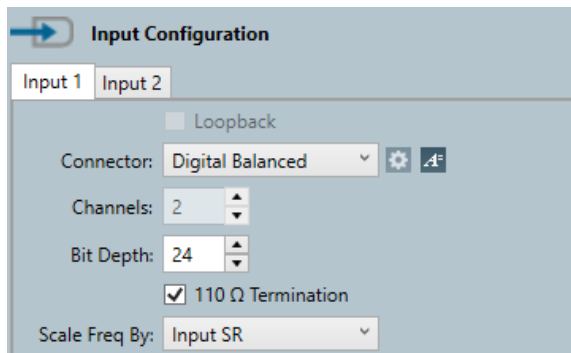 Input Configuration
Input 1 Input 2
Loopback
Connector: Digital Balanced
Channels: 2
Bit Depth: 24
110 Ω Termination
Scale Freq By: Input SR